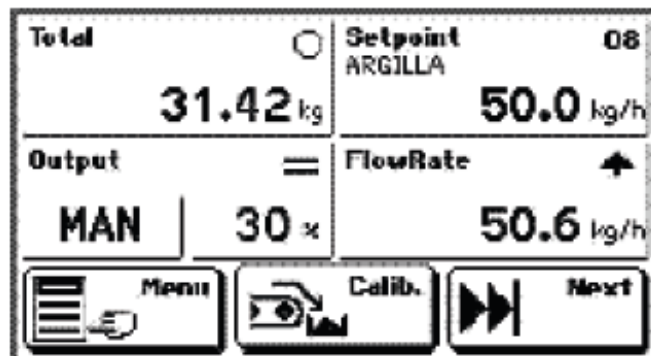 Total
31.42 kg
Setpoint 08
ARGILLA
50.0 kg/h
Output
MAN 30 %
FlowRate
50.6 kg/h
Menu
Calib.
Next